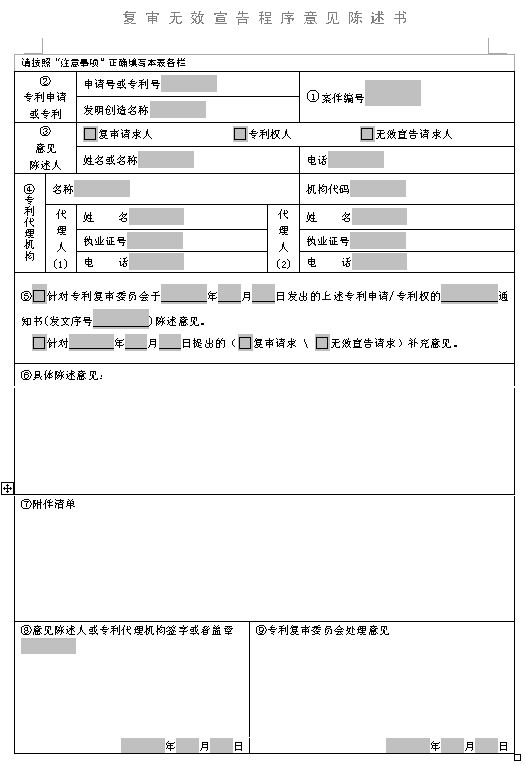 复审无效宣告程序意见陈述书
请按照“注意事项”正确填写本表各栏
②
专利申请
或专利
申请号或专利号
发明创造名称
①案件编号
③
意见
陈述人
复审请求人 专利权人 无效宣告请求人
姓名或名称
电话
④专利代理机构
名称
机构代码
代理人(1)
姓 名
执业证号
电 话
代理人(2)
姓 名
执业证号
电 话
⑤ 针对专利复审委员会于 年 月 日发出的上述专利申请/专利权的 通
知书(发文序号 )陈述意见。
针对 年 月 日提出的( 复审请求 \ 无效宣告请求)补充意见。
⑥具体陈述意见:
⑦附件清单
⑧意见陈述人或专利代理机构签字或者盖章
年 月 日
⑨专利复审委员会处理意见
年 月 日